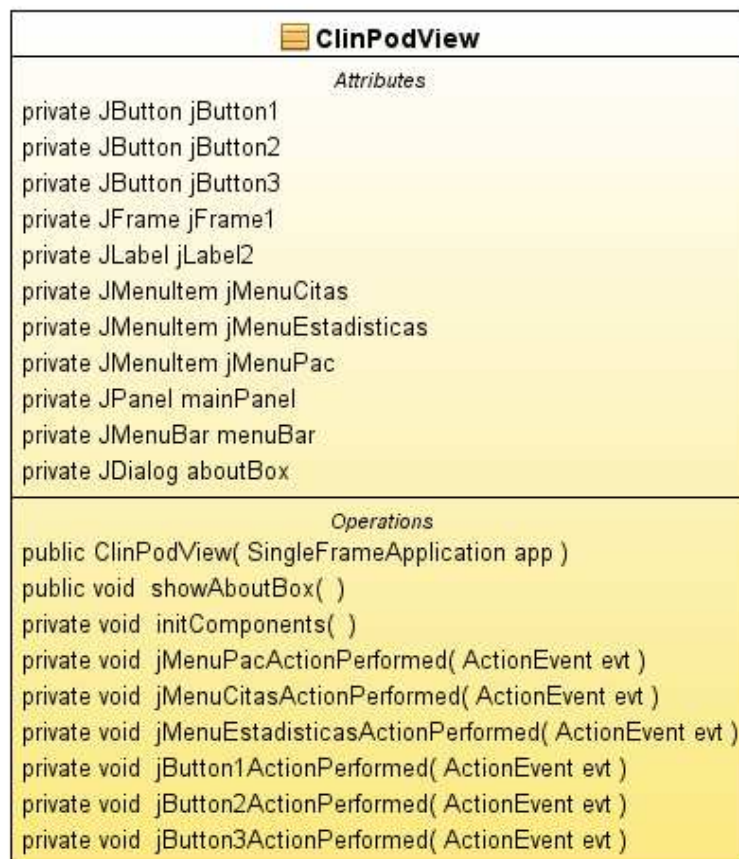 ClinPodView
Attributes
private JButton jButton1
private JButton jButton2
private JButton jButton3
private JFrame jFrame1
private JLabel jLabel2
private JMenuItem jMenuCitas
private JMenuItem jMenuEstadisticas
private JMenuItem jMenuPac
private JPanel mainPanel
private JMenuBar menuBar
private JDialog aboutBox
Operations
public ClinPodView( SingleFrameApplication app )
public void showAboutBox( )
private void initComponents( )
private void jMenuPacActionPerformed( ActionEvent evt )
private void jMenuCitasActionPerformed( ActionEvent evt )
private void jMenuEstadisticasActionPerformed( ActionEvent evt )
private void jButton1ActionPerformed( ActionEvent evt )
private void jButton2ActionPerformed( ActionEvent evt )
private void jButton3ActionPerformed( ActionEvent evt )